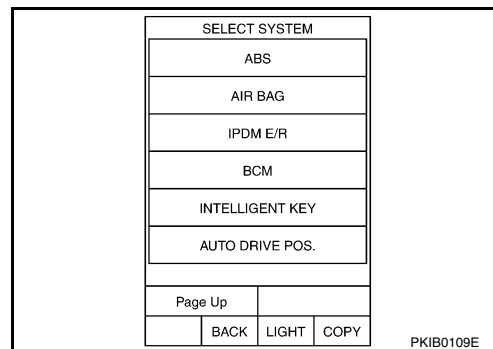 SELECT SYSTEM
ABS
AIR BAG
IPDM E/R
BCM
INTELLIGENT KEY
AUTO DRIVE POS.
Page Up
BACK LIGHT COPY
PKIB0109E